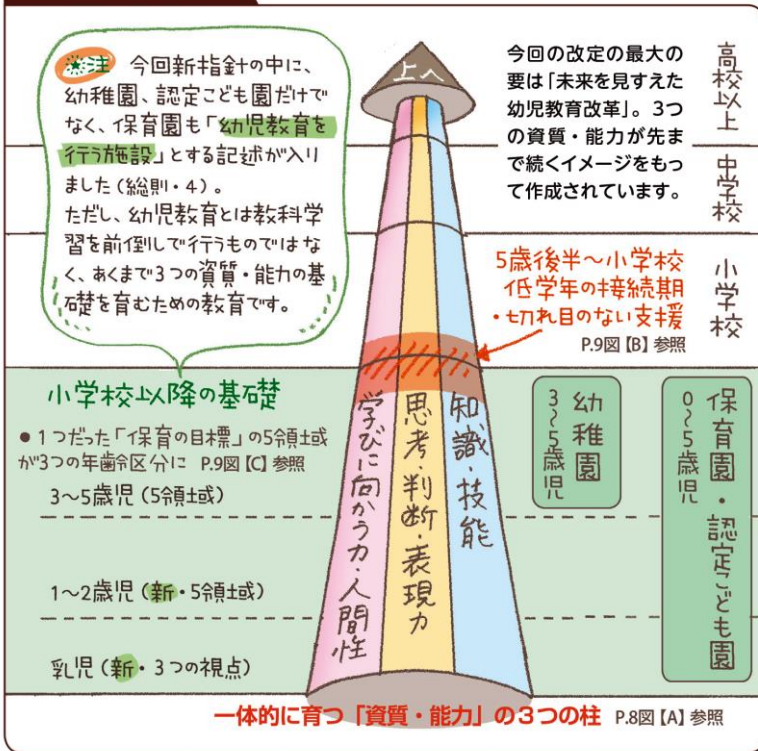 ★注 今回新指針の中に、
幼稚園、認定こども園だけで
なく、保育園も「幼児教育を
行う施設」とする記述が入り
ました(総則・4)。
ただし、幼児教育とは教科学
習を前倒しで行うものではな
く、あくまで3つの資質・能力の基
礎を育むための教育です。
上へ
今回の改定の最大の
要は「未来を見すえた
幼児教育改革」。3つ
の資質・能力が先ま
で続くイメージをもっ
て作成されています。
高校以上
中学校
小学校
5歳後半~小学校
低学年の接続期
・切れ目のない支援
P.9図【B】参照
小学校以降の基礎
●1つだった「保育の目標」の5領域
が3つの年齢区分に P.9図【C】参照
3~5歳児(5領域)
1~2歳児(新・5領域)
乳児(新・3つの視点)
学びに向かう力・人間性
思考・判断・表現力
知識・技能
幼稚園
3~5歳児
保育園・認定こども園
0~5歳児
一体的に育つ「資質・能力」の3つの柱 P.8図【A】参照